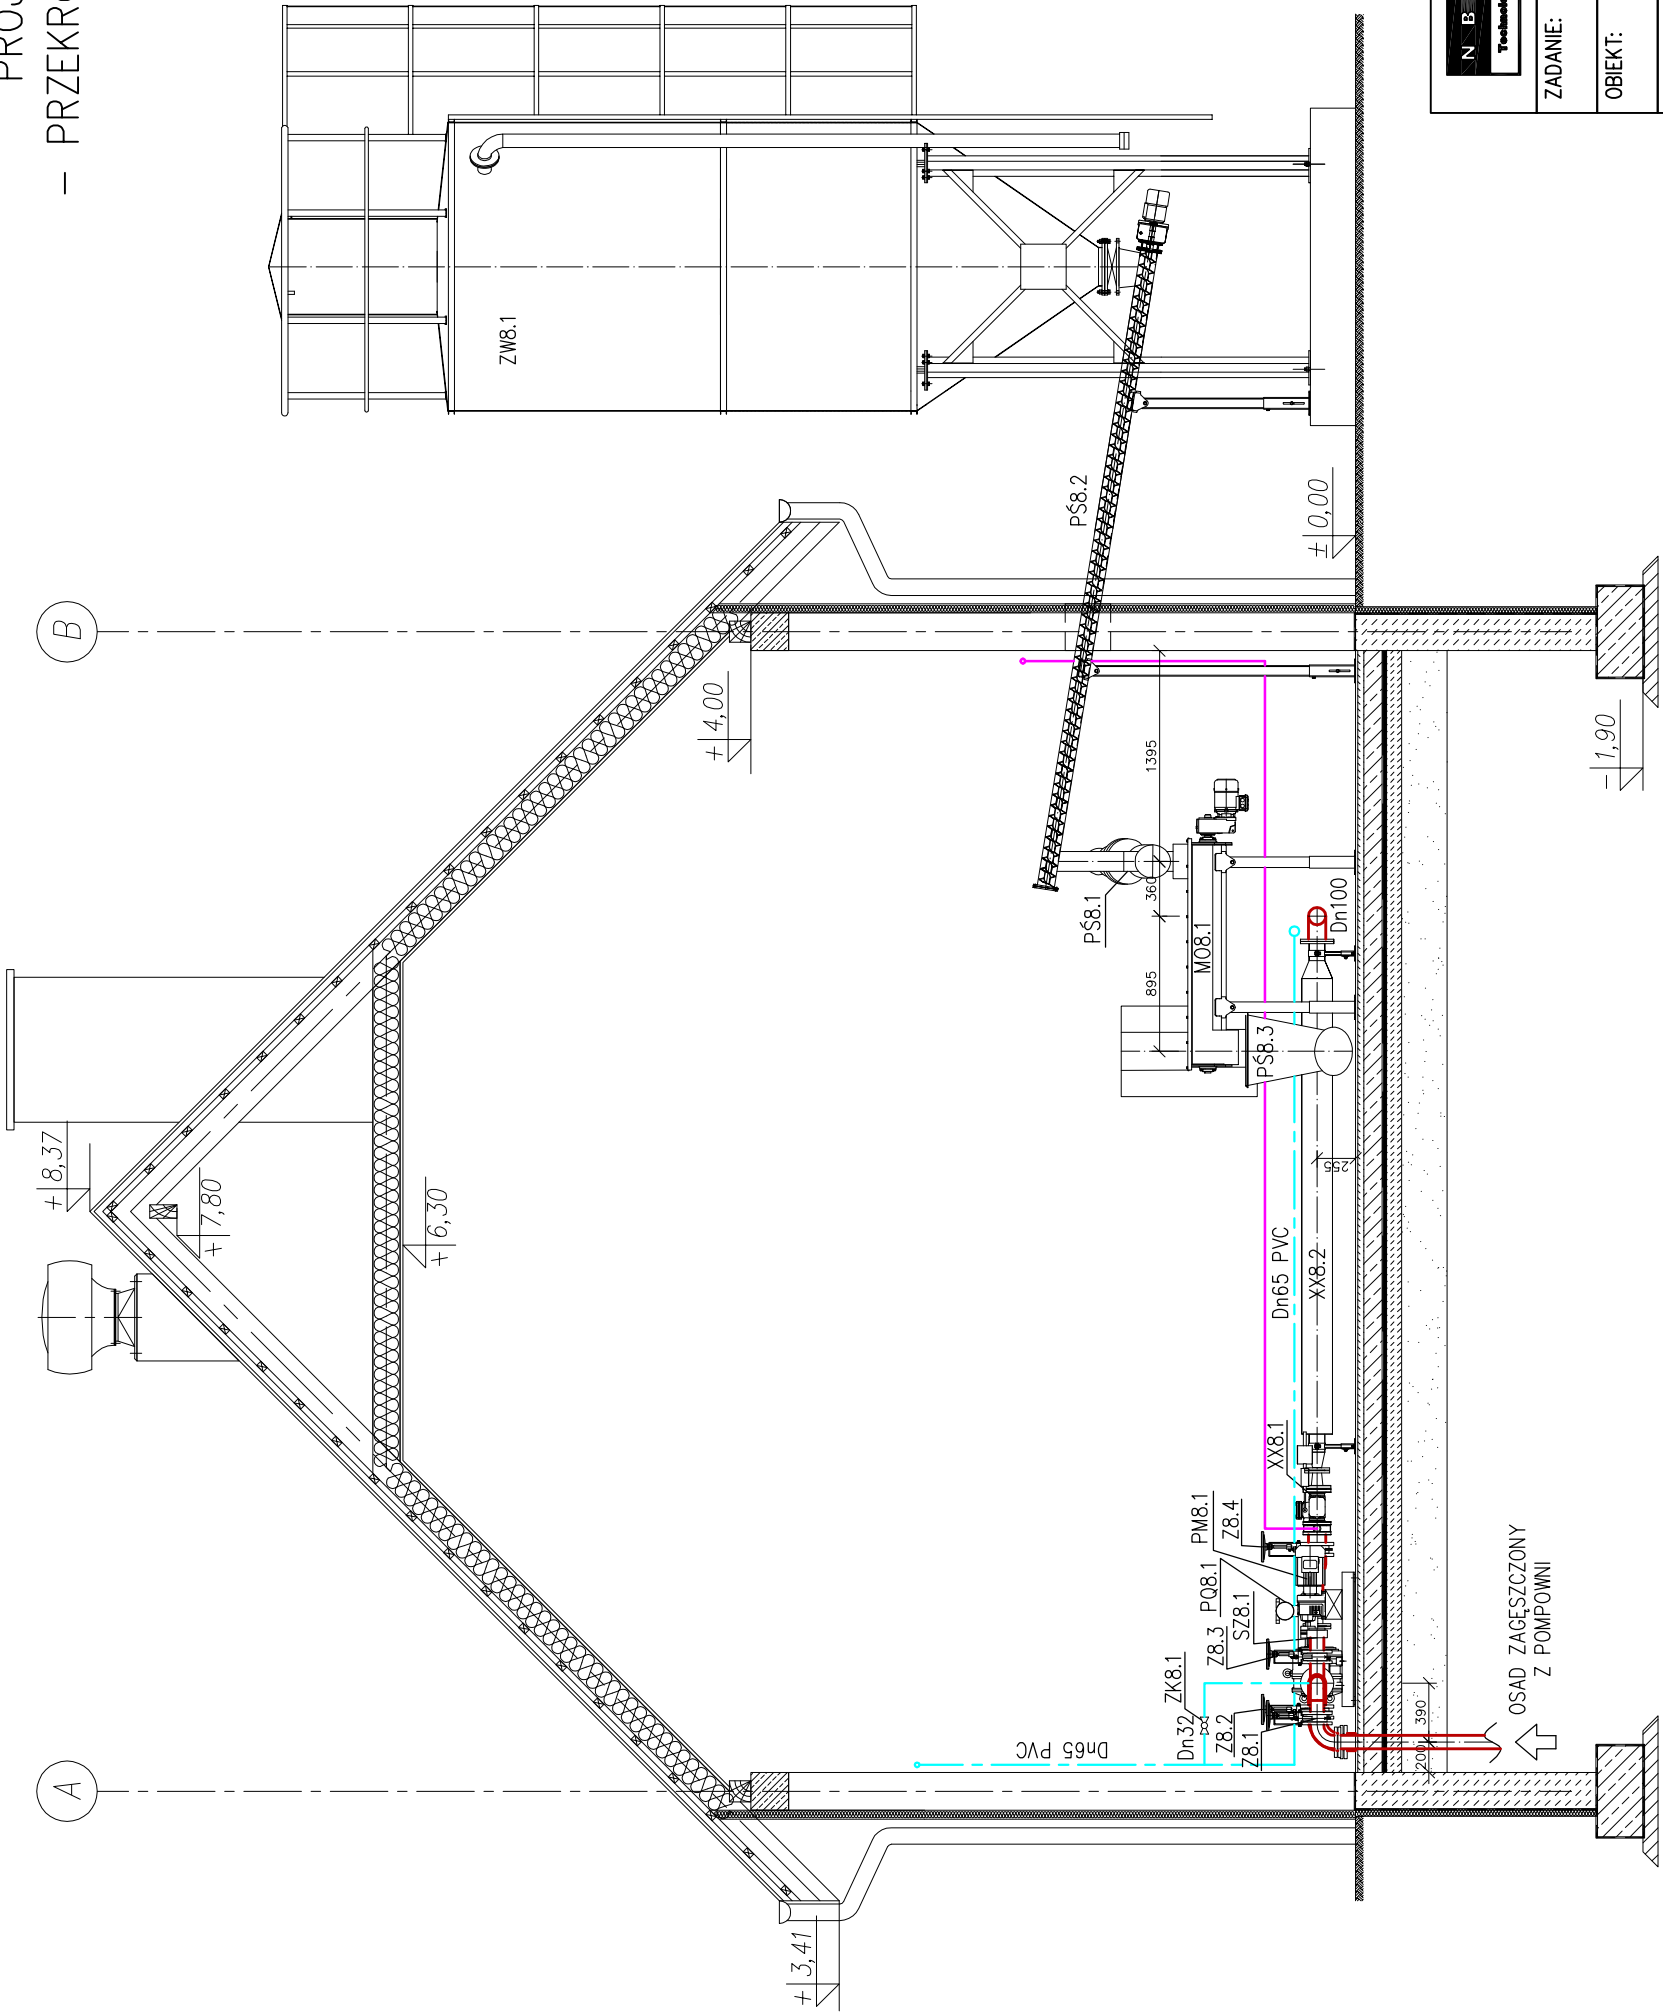 – PRZEKR
ZADANIE:
OBIEKT:
N B
A
B
+ 8,37
+ 7,80
+ 6,30
+ 4,00
+ 3,41
± 0,00
– 1,90
ZW8.1
PŚ8.2
PŚ8.1
MO8.1
PŚ8.3
1395
360
895
255
Dn100
Dn65 PVC
XX8.2
XX8.1
PM8.1
Z8.4
PQ8.1
SZ8.1
Z8.3
ZK8.1
Dn32
Z8.2
Z8.1
Dn65 PVC
390
200
OSAD ZAGĘSZCZONY
Z POMPOWNI